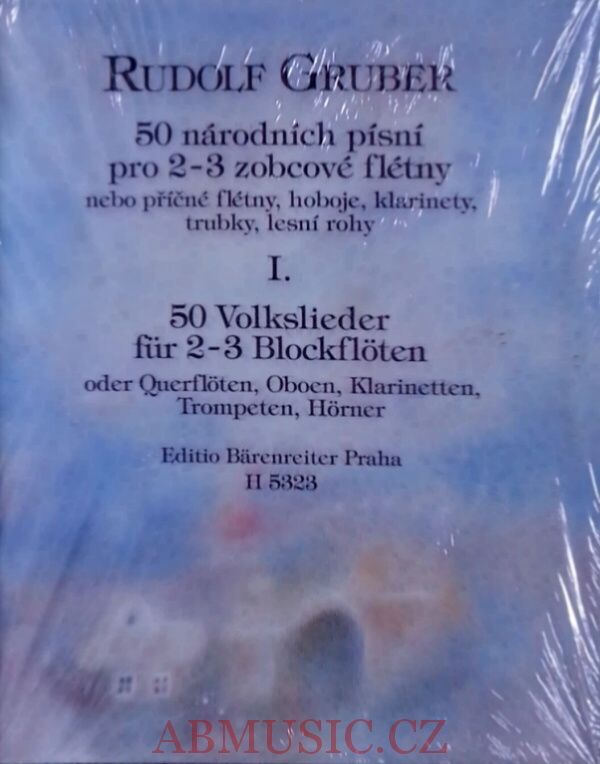 RUDOLF GRUBER
50 národních písní
pro 2-3 zobcové flétny
nebo příčné flétny, hoboje, klarinety,
trubky, lesní rohy
I.
50 Volkslieder
für 2-3 Blockflöten
oder Querflöten, Oboen, Klarinetten,
Trompeten, Hörner
Editio Bärenreiter Praha
H 5323
ABMUSIC.CZ